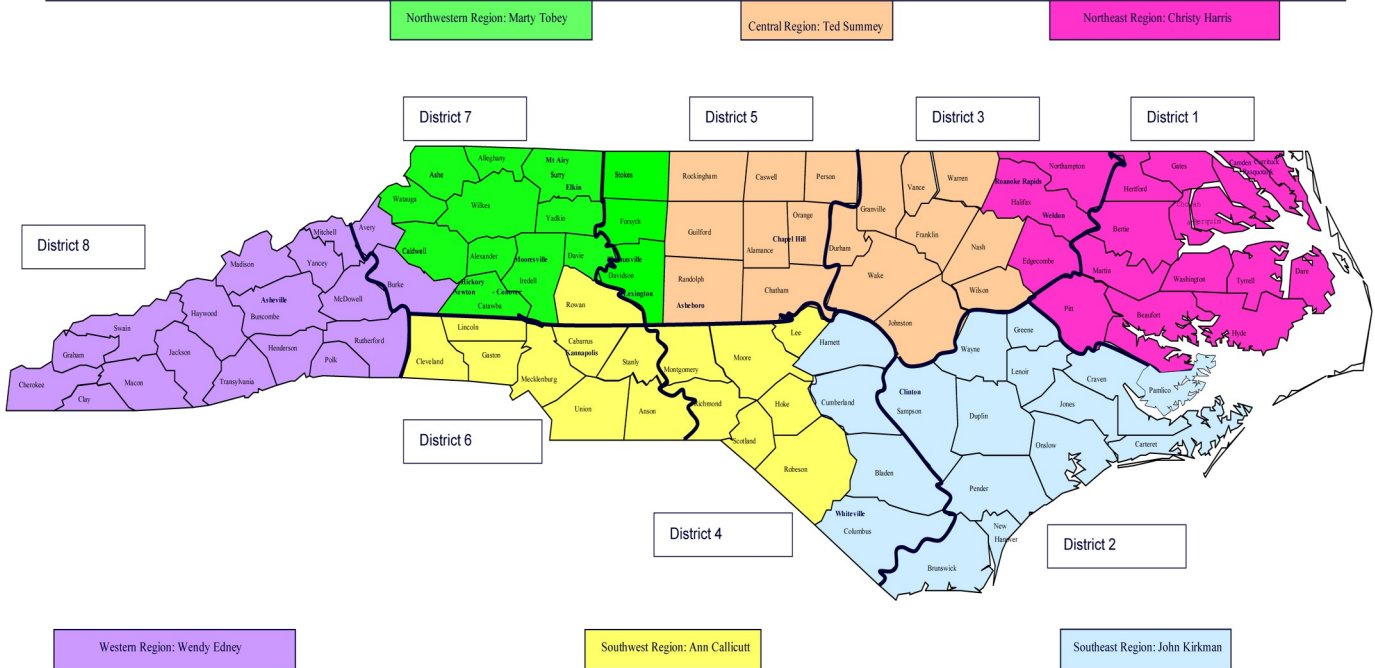 Northwestern Region: Marty Tobey
Central Region: Ted Summey
Northeast Region: Christy Harris
District 7
District 5
District 3
District 1
District 8
Ashe
Alleghany
Mt Airy
Surry
Elkin
Stokes
Watauga
Wilkes
Yadkin
Forsyth
Caldwell
Alexander
Mooresville
Iredell
Davie
Davidson
Lexington
Hickory
Newton
- Conover
Catawba
Rowan
Rockingham
Caswell
Person
Guilford
Alamance
Orange
Chapel Hill
Randolph
Asheboro
Chatham
Durham
Granville
Vance
Warren
Franklin
Nash
Wake
Wilson
Johnston
Northampton
Roanoke Rapids
Halifax
Weldon
Edgecombe
Gates
Hertford
Camden
Currituck
Pasquotank
Bertie
Martin
Washington
Tyrrell
Dare
Pitt
Beaufort
Hyde
Avery
Mitchell
Yancey
Madison
Burke
McDowell
Asheville
Buncombe
Haywood
Swain
Graham
Jackson
Cherokee
Macon
Clay
Transylvania
Henderson
Polk
Rutherford
Lincoln
Cleveland
Gaston
Cabarrus
Kannapolis
Stanly
Mecklenburg
Union
Anson
Montgomery
Richmond
Moore
Lee
Hoke
Scotland
Robeson
Harnett
Cumberland
Bladen
Whiteville
Columbus
Brunswick
Clinton
Sampson
Wayne
Greene
Lenoir
Duplin
Jones
Craven
Pamlico
Carteret
Onslow
Pender
New
Hanover
District 6
District 4
District 2
Western Region: Wendy Edney
Southwest Region: Ann Callicutt
Southeast Region: John Kirkman